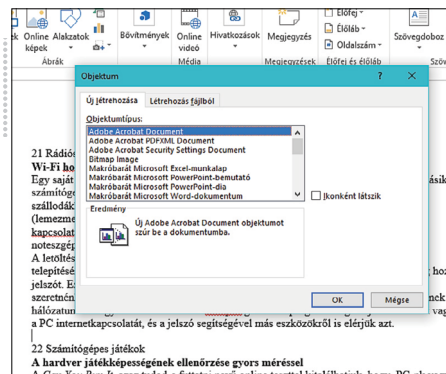 Online képek
Alakzatok
Bővítmények
Online videó
Hivatkozások
Megjegyzés
Előfej
Élőláb
Oldalszám
Szövegdoboz
Ábrák
Média
Megjegyzések
Élőfej és élőláb
Objektum
? ×
Új létrehozása
Létrehozás fájlból
Objektumtípus:
Adobe Acrobat Document
Adobe Acrobat PDFXML Document
Adobe Acrobat Security Settings Document
Bitmap Image
Makróbarát Microsoft Excel-munkalap
Makróbarát Microsoft PowerPoint-bemutató
Makróbarát Microsoft PowerPoint-dia
Makróbarát Microsoft Word-dokumentum
Ikonként látszik
Eredmény
Új Adobe Acrobat Document objektumot
szúr be a dokumentumba.
OK
Mégse
21 Rádiós
Wi-Fi
Egy saját
számítóge
szállodák
(lemezme
kapcsolat
noteszgép
A letöltés
telepítésé
jelszót.
szeretnén
hálózatun
a PC internetkapcsolatát, és a jelszó segítségével más eszközökről is elérjük azt.
22 Számítógépes játékok
A hardver játékképességének ellenőrzése gyors méréssel